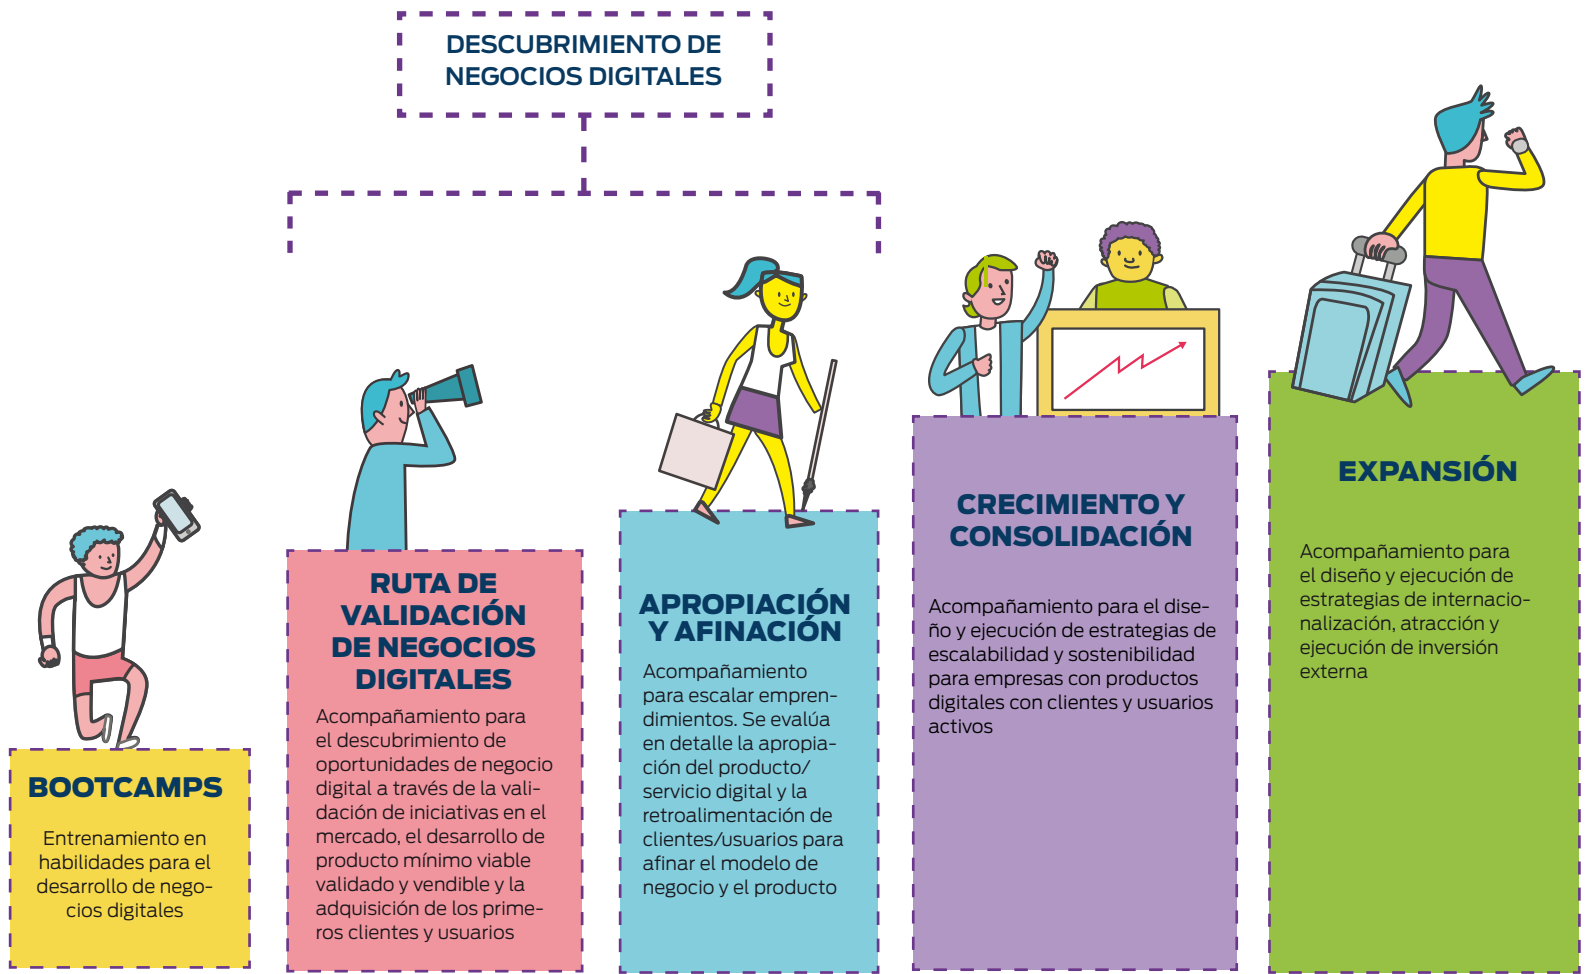 DESCUBRIMIENTO DE
NEGOCIOS DIGITALES
BOOTCAMPS
Entrenamiento en
habilidades para el
desarrollo de nego-
cios digitales
RUTA DE
VALIDACIÓN
DE NEGOCIOS
DIGITALES
Acompañamiento para
el descubrimiento de
oportunidades de negocio
digital a través de la vali-
dación de iniciativas en el
mercado, el desarrollo de
producto mínimo viable
validado y vendible y la
adquisición de los prime-
ros clientes y usuarios
APROPIACIÓN
Y AFINACIÓN
Acompañamiento
para escalar empren-
dimientos. Se evalúa
en detalle la apropia-
ción del producto/
servicio digital y la
retroalimentación de
clientes/usuarios para
afinar el modelo de
negocio y el producto
CRECIMIENTO Y
CONSOLIDACIÓN
Acompañamiento para el dise-
ño y ejecución de estrategias de
escalabilidad y sostenibilidad
para empresas con productos
digitales con clientes y usuarios
activos
EXPANSIÓN
Acompañamiento para
el diseño y ejecución de
estrategias de internacio-
nalización, atracción y
ejecución de inversión
externa